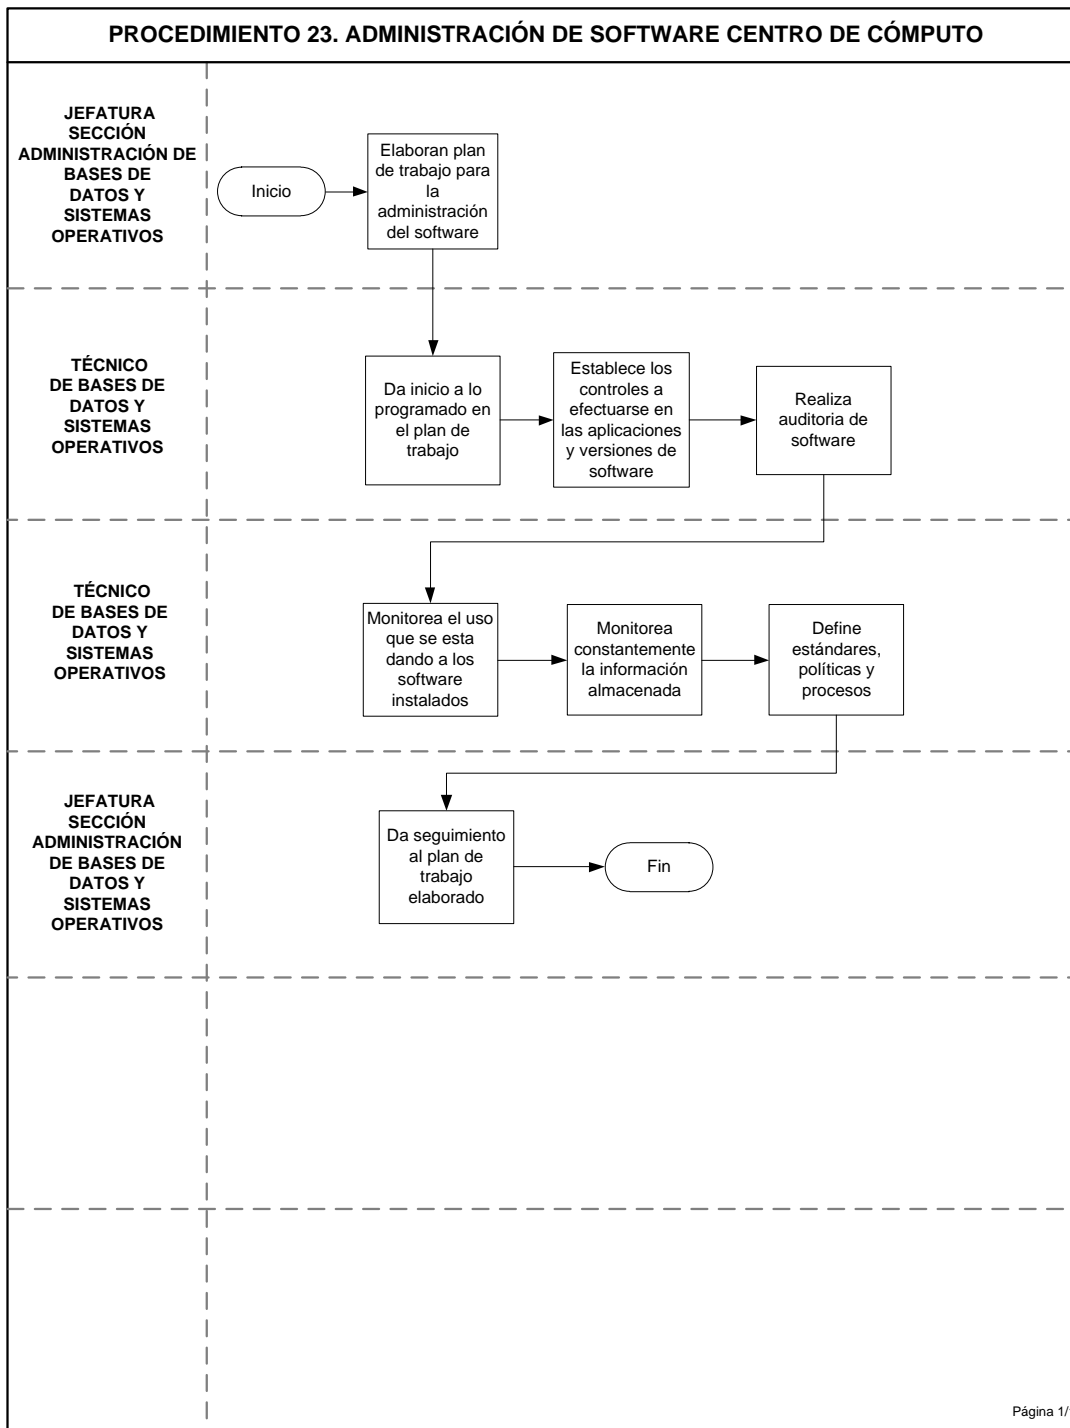 PROCEDIMIENTO 23. ADMINISTRACIÓN DE SOFTWARE CENTRO DE CÓMPUTO
JEFATURA
SECCIÓN
ADMINISTRACIÓN DE
BASES DE
DATOS Y
SISTEMAS
OPERATIVOS
Inicio
Elaboran plan
de trabajo para
la
administración
del software
TÉCNICO
DE BASES DE
DATOS Y
SISTEMAS
OPERATIVOS
Da inicio a lo
programado en
el plan de
trabajo
Establece los
controles a
efectuarse en
las aplicaciones
y versiones de
software
Realiza
auditoria de
software
TÉCNICO
DE BASES DE
DATOS Y
SISTEMAS
OPERATIVOS
Monitorea el uso
que se esta
dando a los
software
instalados
Monitorea
constantemente
la información
almacenada
Define
estándares,
políticas y
procesos
JEFATURA
SECCIÓN
ADMINISTRACIÓN
DE BASES DE
DATOS Y
SISTEMAS
OPERATIVOS
Da seguimiento
al plan de
trabajo
elaborado
Fin
Página 1/